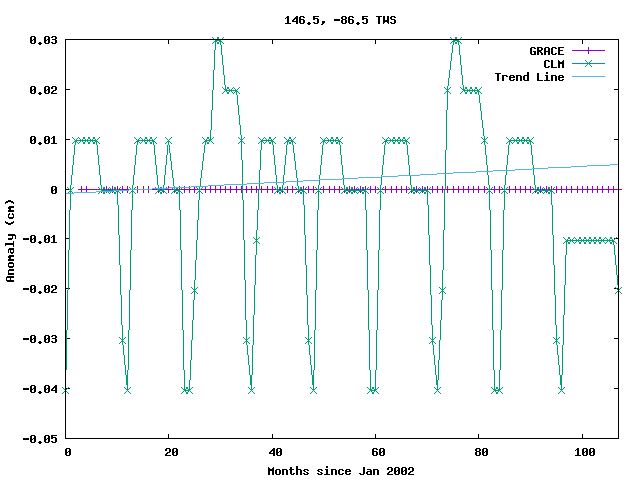 146.5, -86.5 TWS
GRACE
CLM
Trend Line
0.03
0.02
0.01
0
-0.01
-0.02
-0.03
-0.04
-0.05
Anomaly (cm)
0 20 40 60 80 100
Months since Jan 2002